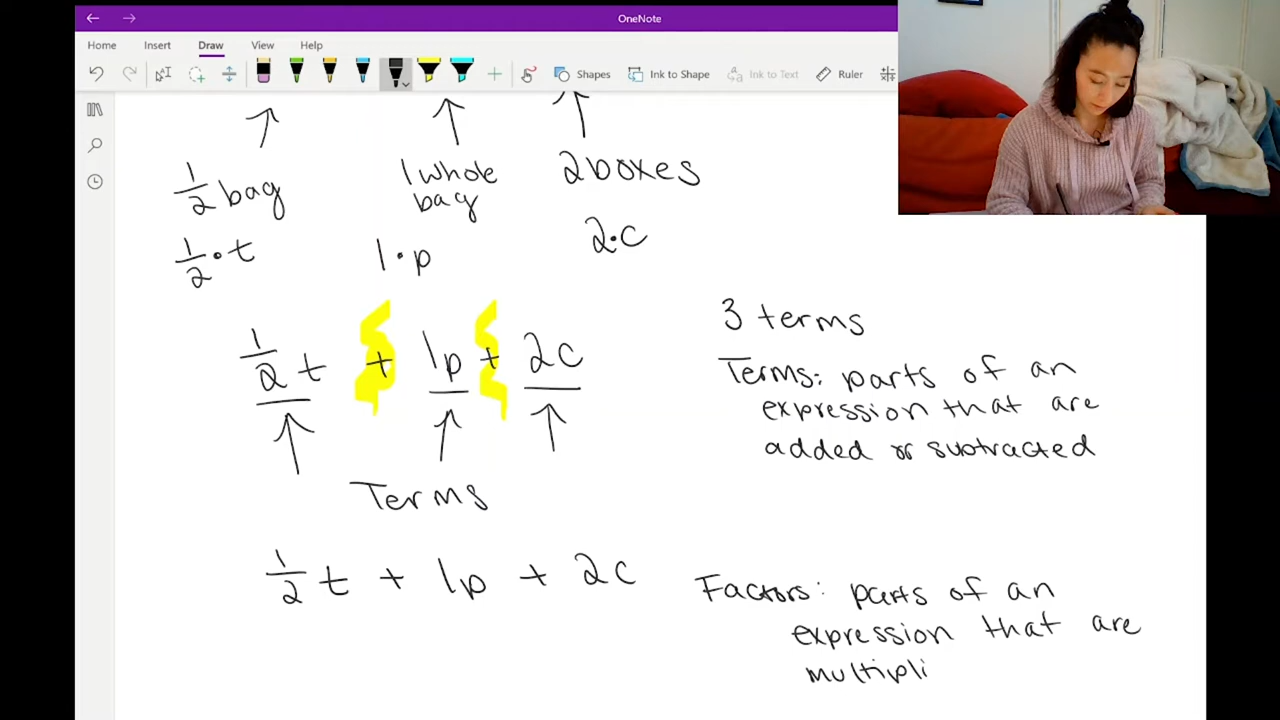 OneNote
Home Insert Draw View Help
Shapes Ink to Shape Ink to Text Ruler
1/2 bag
1 whole bag
2 boxes
1/2 • t
1 • p
2 • c
1/2 t + 1p + 2c
Terms
3 terms
Terms: parts of an
expression that are
added or subtracted
1/2 t + 1p + 2c
Factors: parts of an
expression that are
multipli